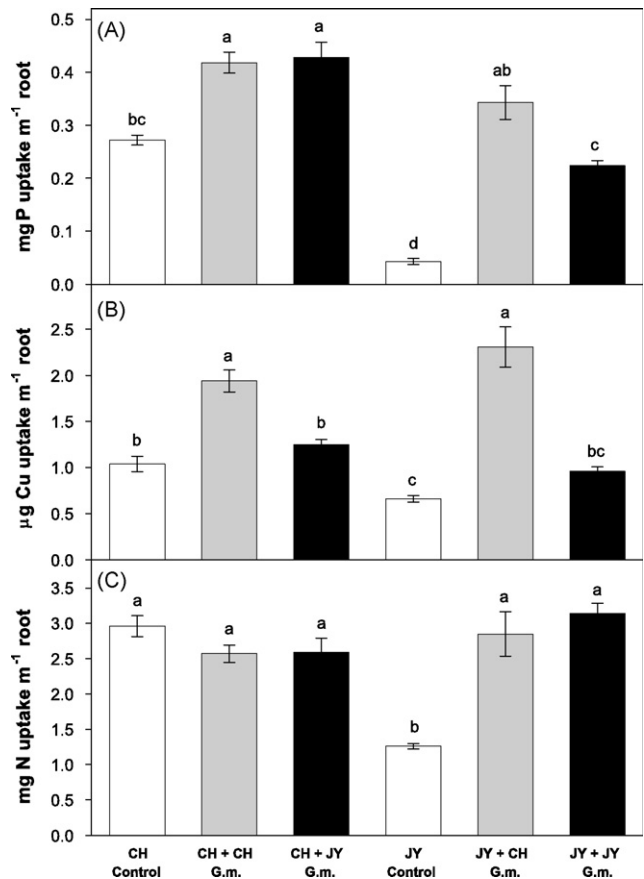 (A)
mg P uptake m⁻¹ root
0.5
0.4
0.3
0.2
0.1
0.0
bc
a
a
d
ab
c
(B)
µg Cu uptake m⁻¹ root
2.5
2.0
1.5
1.0
0.5
0.0
b
a
b
c
a
bc
(C)
mg N uptake m⁻¹ root
3.5
3.0
2.5
2.0
1.5
1.0
0.5
0.0
a
a
a
b
a
a
CH Control
CH + CH G.m.
CH + JY G.m.
JY Control
JY + CH G.m.
JY + JY G.m.